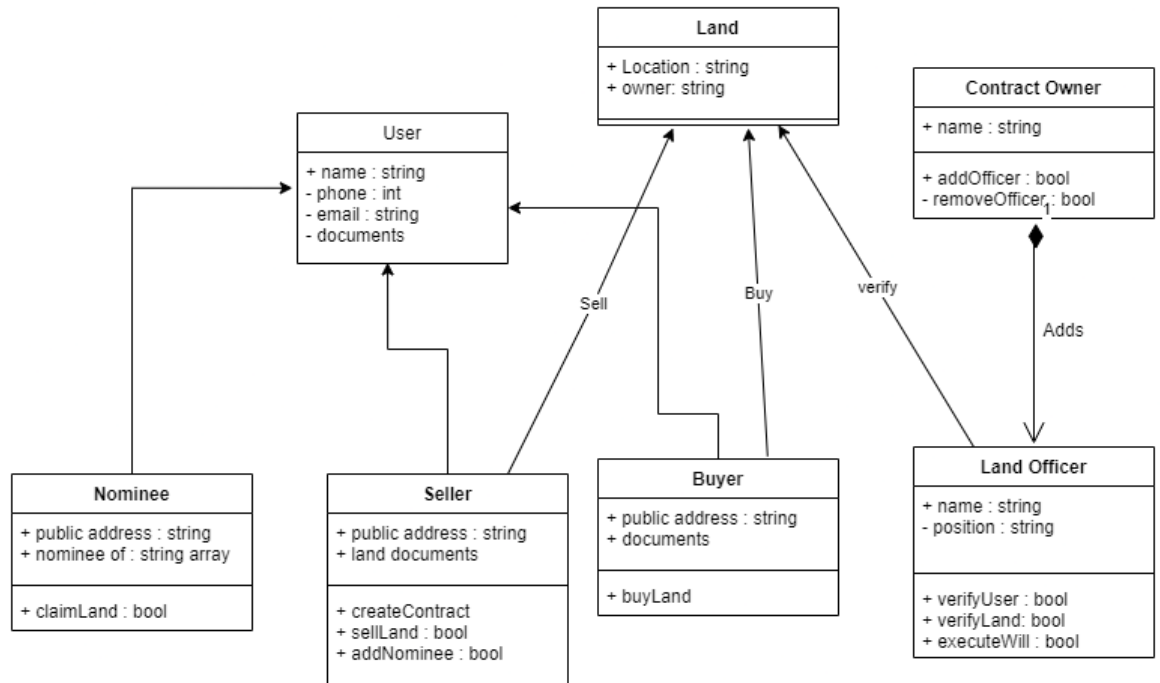 Land
+ Location : string
+ owner: string
Contract Owner
+ name : string
+ addOfficer : bool
- removeOfficer : bool
1
User
+ name : string
- phone : int
- email : string
- documents
Sell
Buy
verify
Adds
Nominee
+ public address : string
+ nominee of : string array
+ claimLand : bool
Seller
+ public address : string
+ land documents
+ createContract
+ sellLand : bool
+ addNominee : bool
Buyer
+ public address : string
+ documents
+ buyLand
Land Officer
+ name : string
- position : string
+ verifyUser : bool
+ verifyLand: bool
+ executeWill : bool